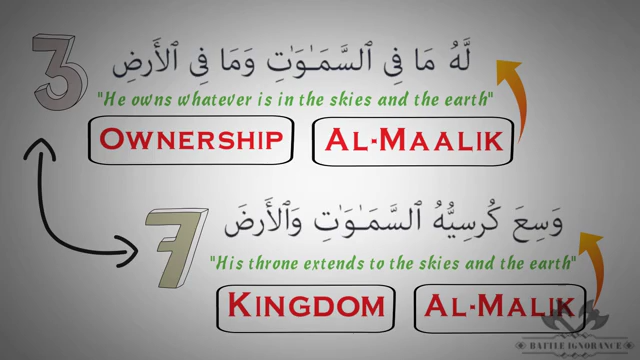 3
لَّهُ مَا فِى ٱلسَّمَـٰوَٰتِ وَمَا فِى ٱلْأَرْضِ
"He owns whatever is in the skies and the earth"
OWNERSHIP AL-MAALIK
7
وَسِعَ كُرْسِيُّهُ ٱلسَّمَـٰوَٰتِ وَٱلْأَرْضَ
"His throne extends to the skies and the earth"
KINGDOM AL-MALIK
BATTLE IGNORANCE